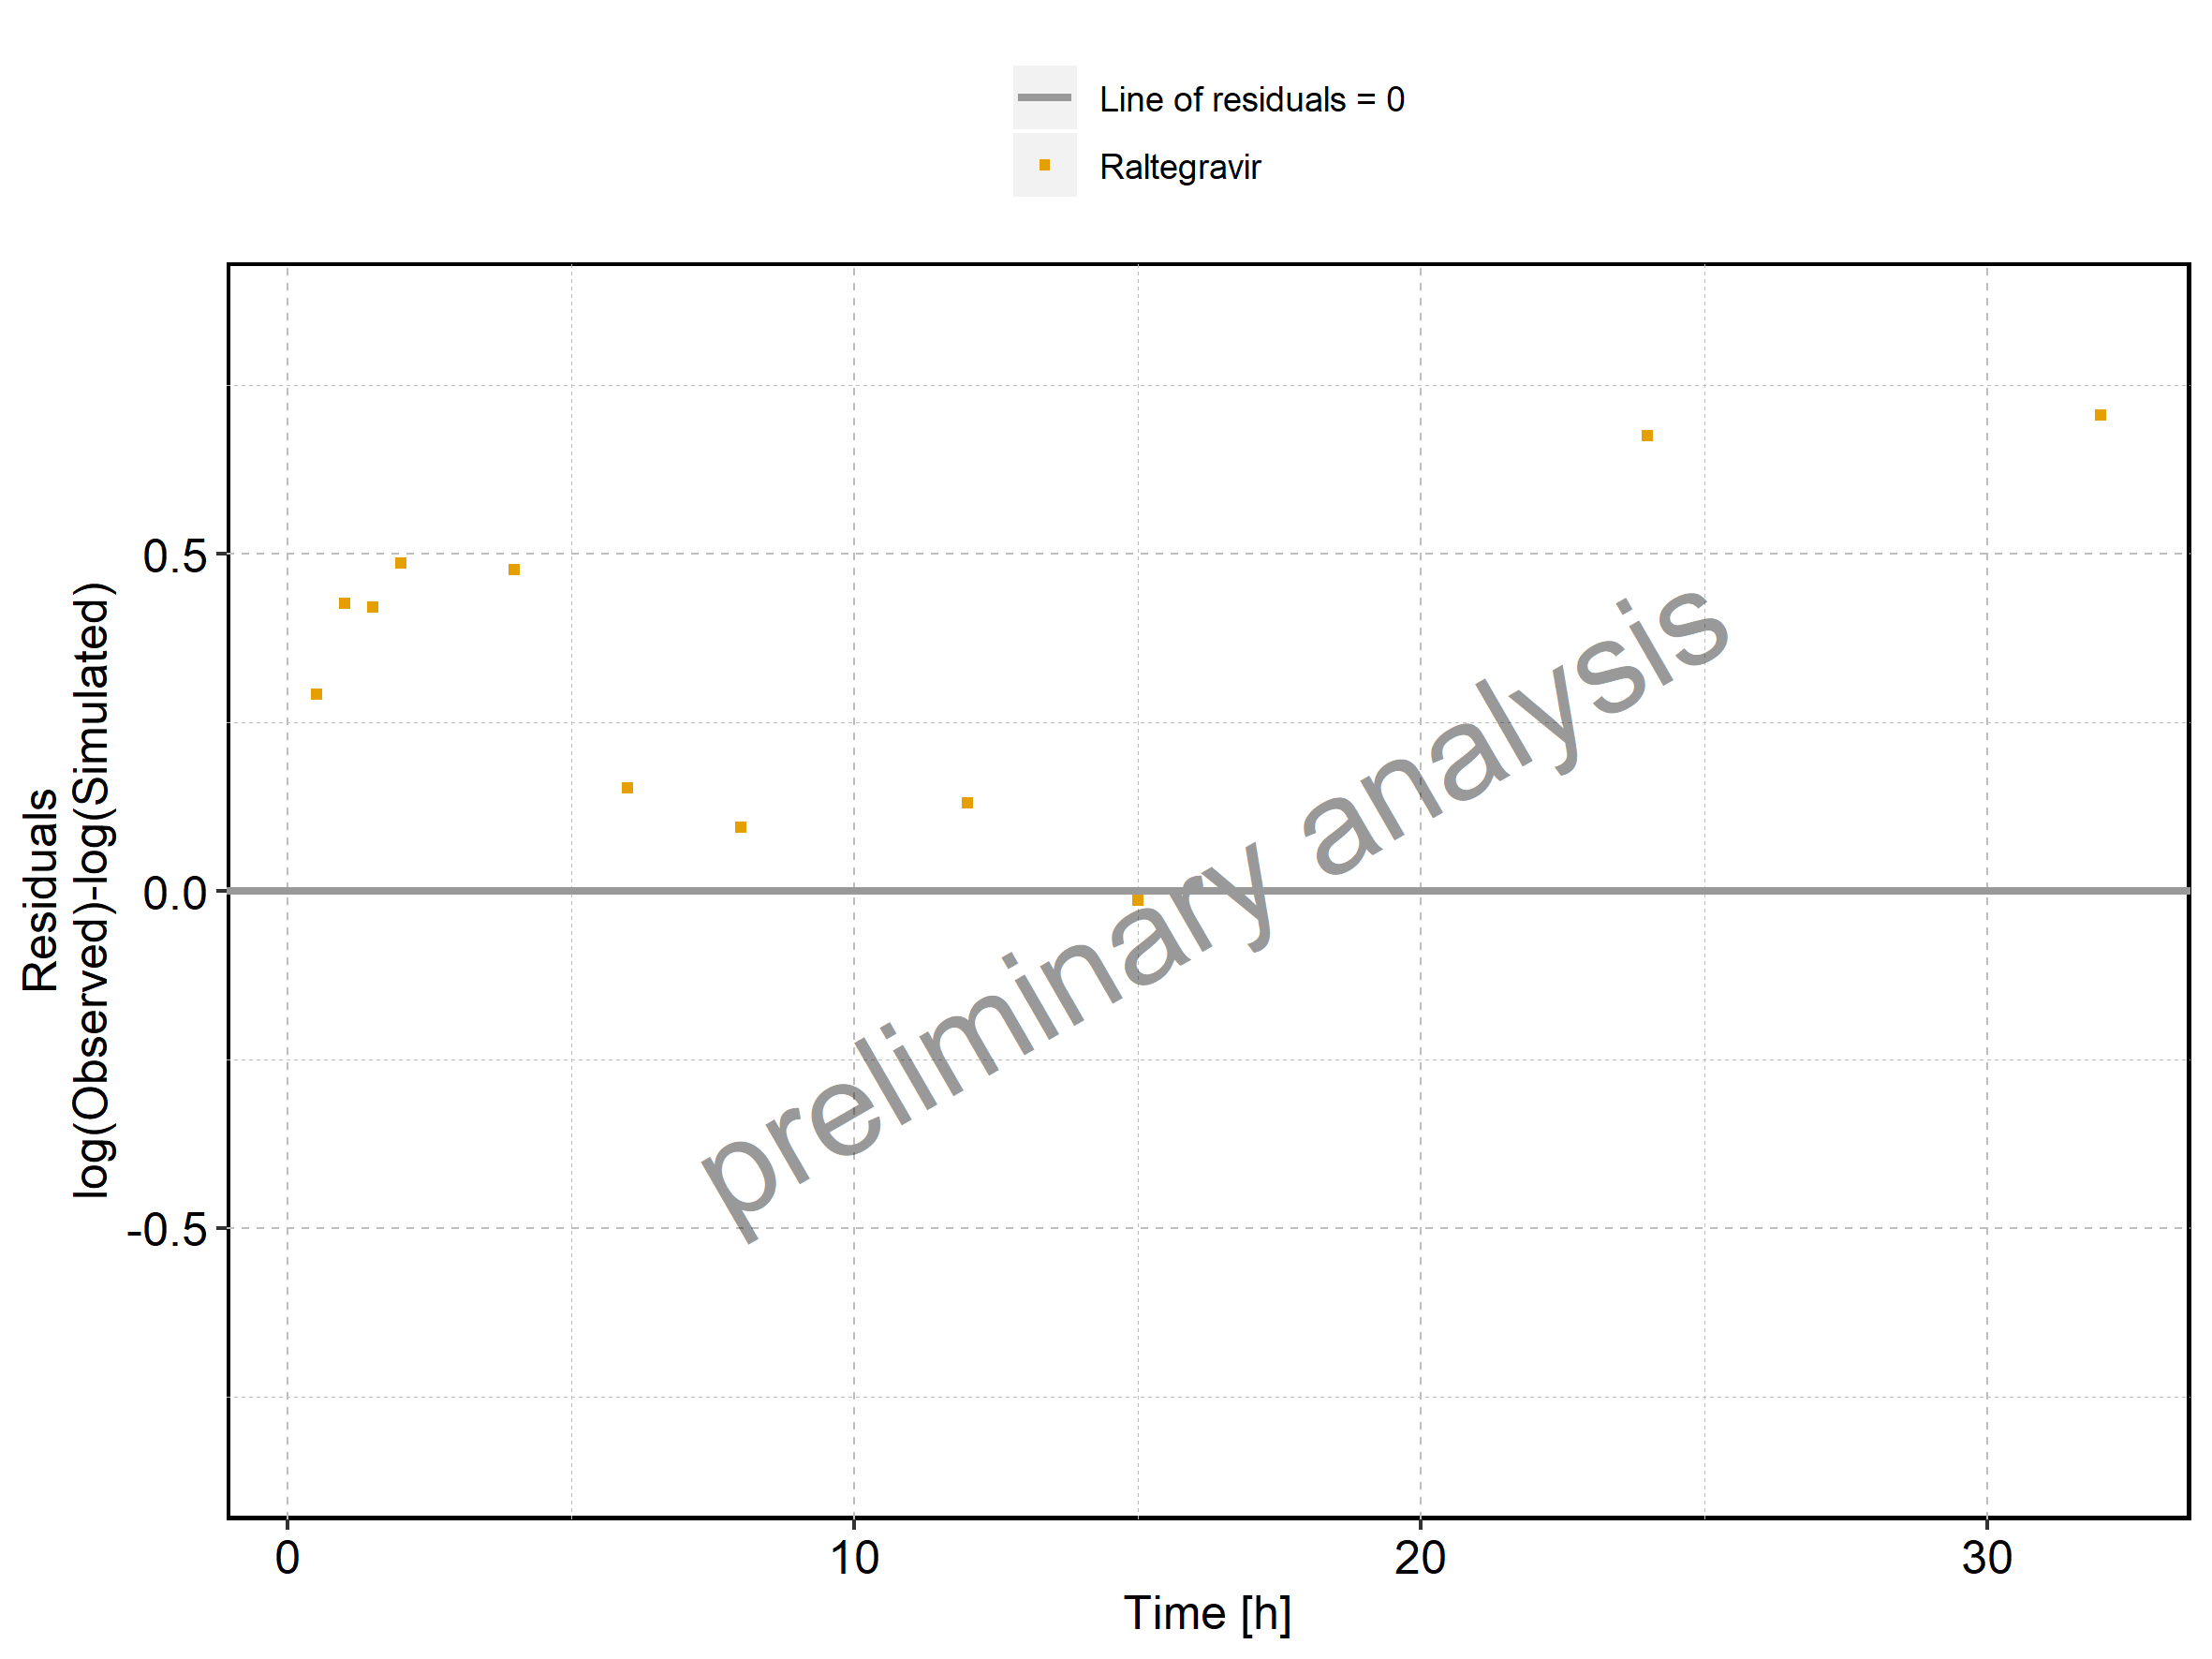 Line of residuals = 0
Raltegravir
Residuals
log(Observed)-log(Simulated)
0.5
0.0
-0.5
preliminary analysis
0
10
20
30
Time [h]